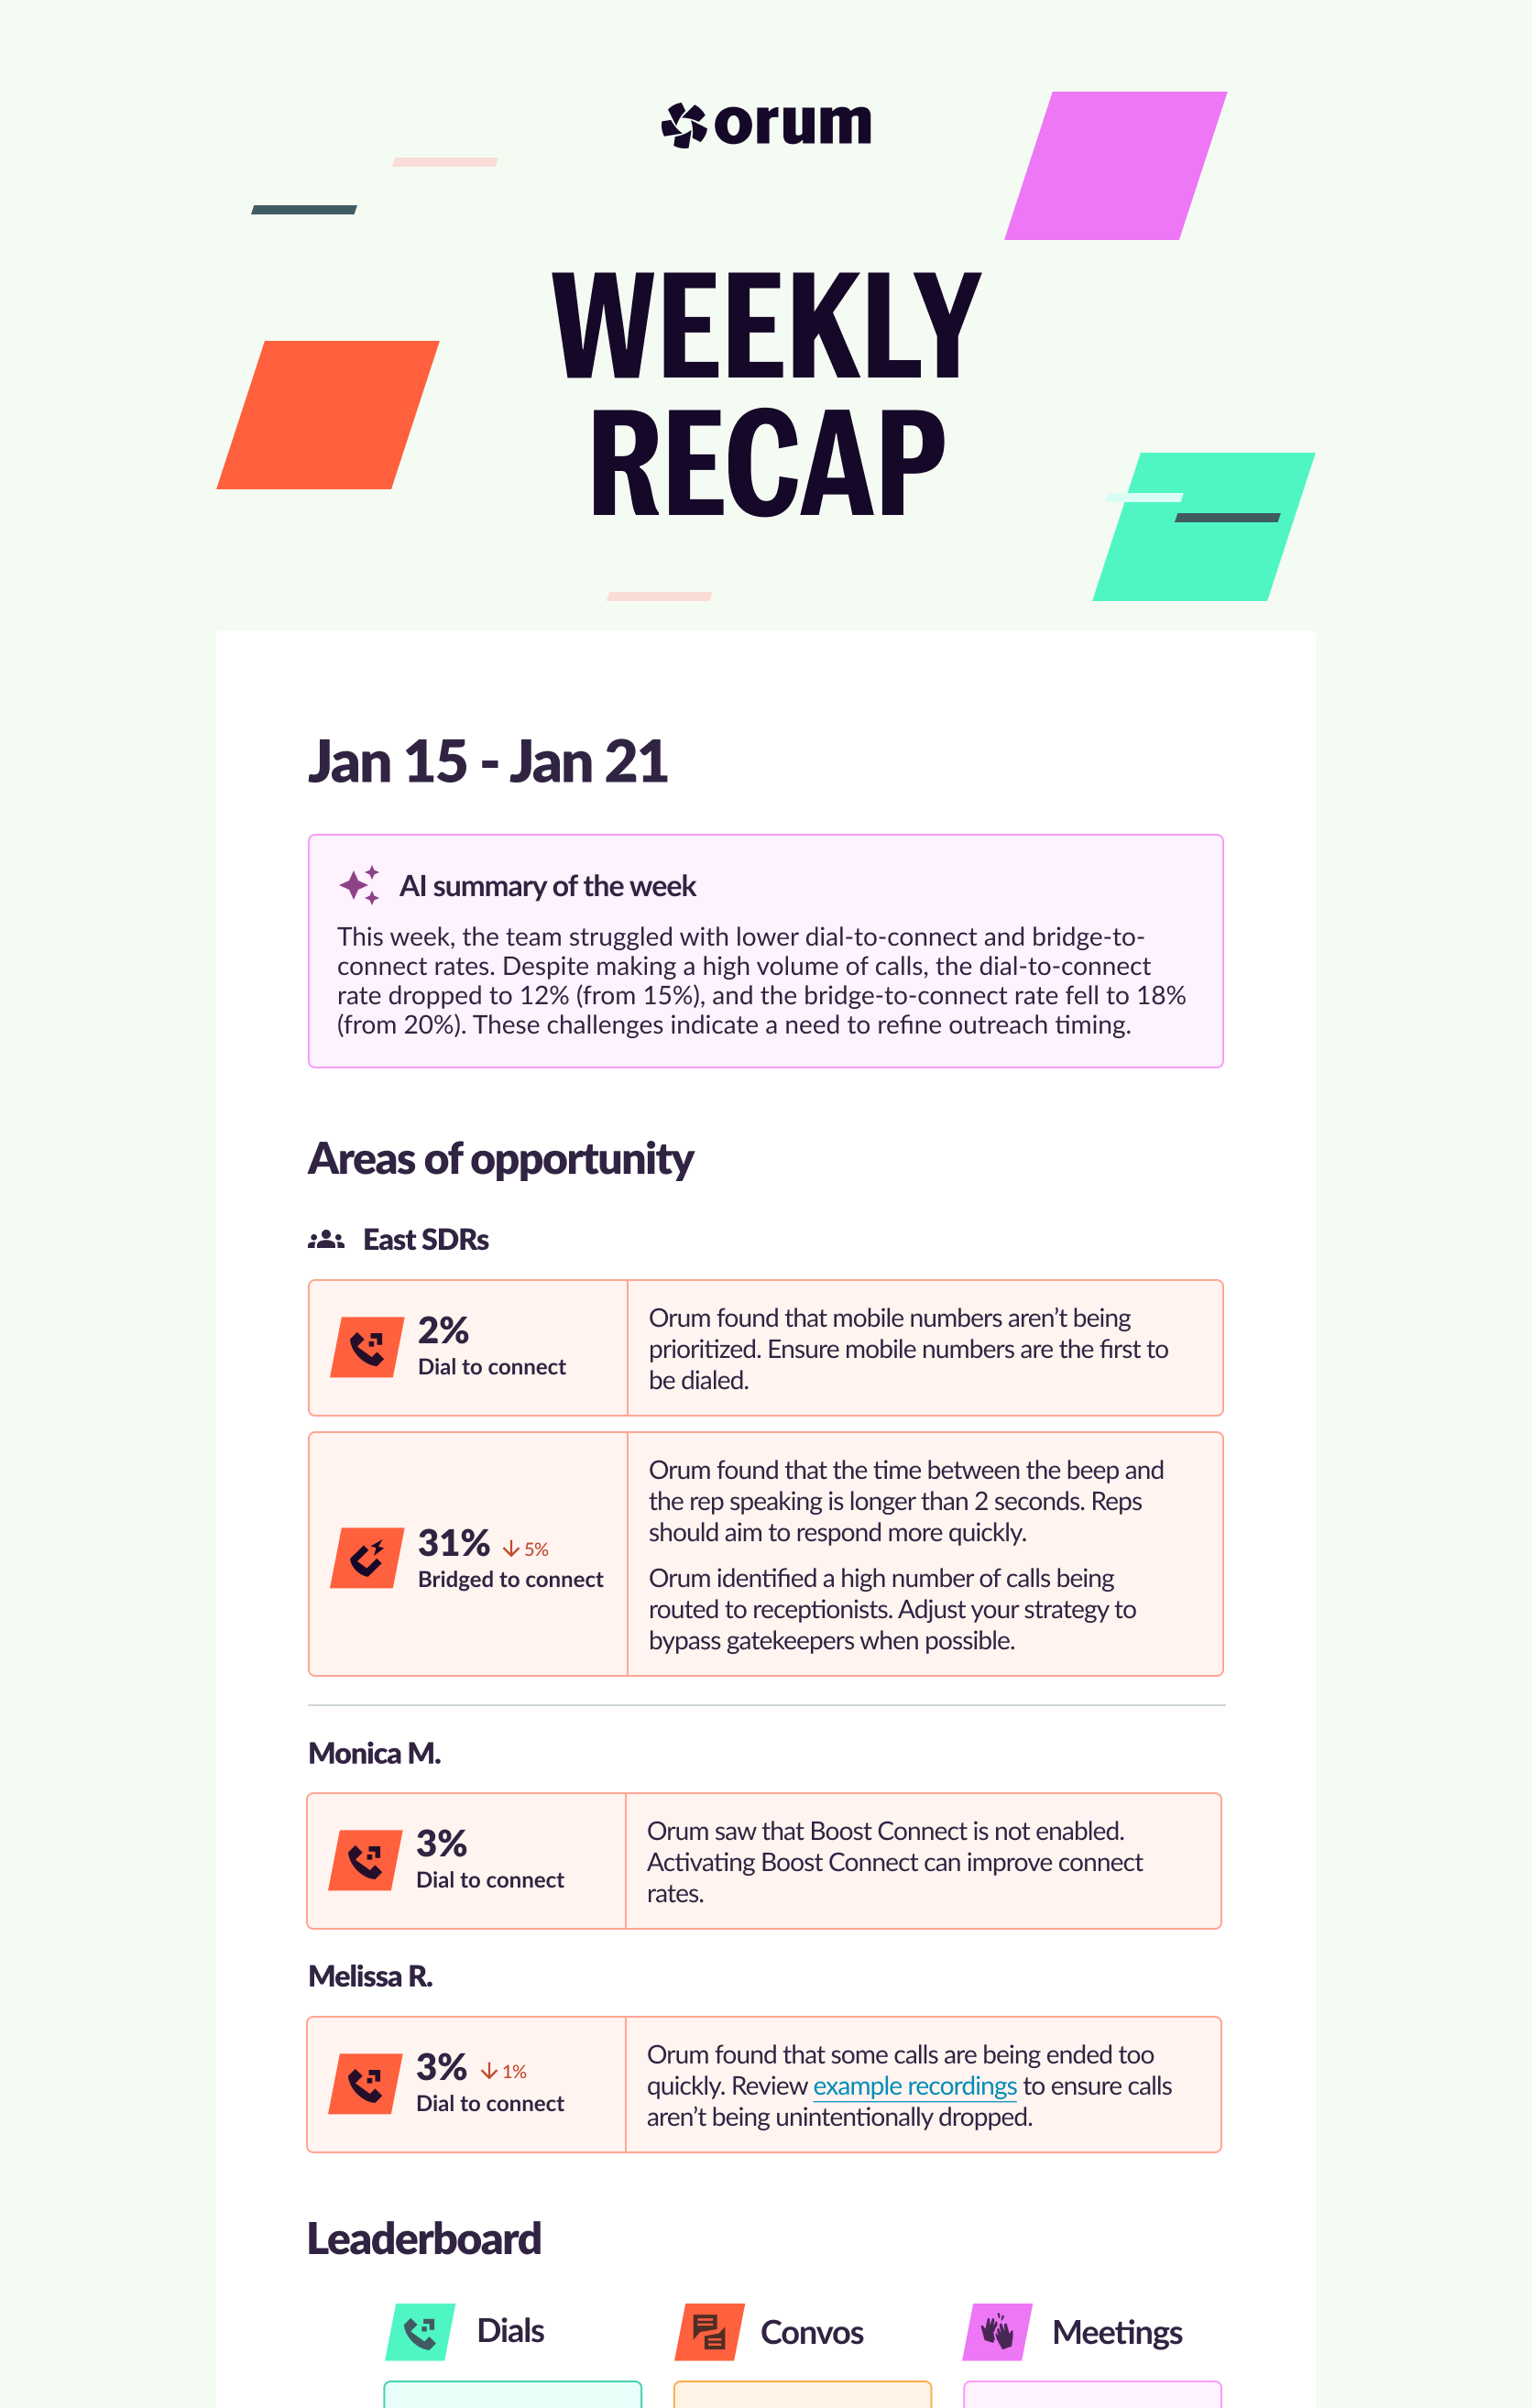 orum
WEEKLY
RECAP
Jan 15 - Jan 21
AI summary of the week
This week, the team struggled with lower dial-to-connect and bridge-to-
connect rates. Despite making a high volume of calls, the dial-to-connect
rate dropped to 12% (from 15%), and the bridge-to-connect rate fell to 18%
(from 20%). These challenges indicate a need to refine outreach timing.
Areas of opportunity
East SDRs
2%
Dial to connect
Orum found that mobile numbers aren’t being
prioritized. Ensure mobile numbers are the first to
be dialed.
31% ↓ 5%
Bridged to connect
Orum found that the time between the beep and
the rep speaking is longer than 2 seconds. Reps
should aim to respond more quickly.
Orum identified a high number of calls being
routed to receptionists. Adjust your strategy to
bypass gatekeepers when possible.
Monica M.
3%
Dial to connect
Orum saw that Boost Connect is not enabled.
Activating Boost Connect can improve connect
rates.
Melissa R.
3% ↓ 1%
Dial to connect
Orum found that some calls are being ended too
quickly. Review example recordings to ensure calls
aren’t being unintentionally dropped.
Leaderboard
Dials
Convos
Meetings